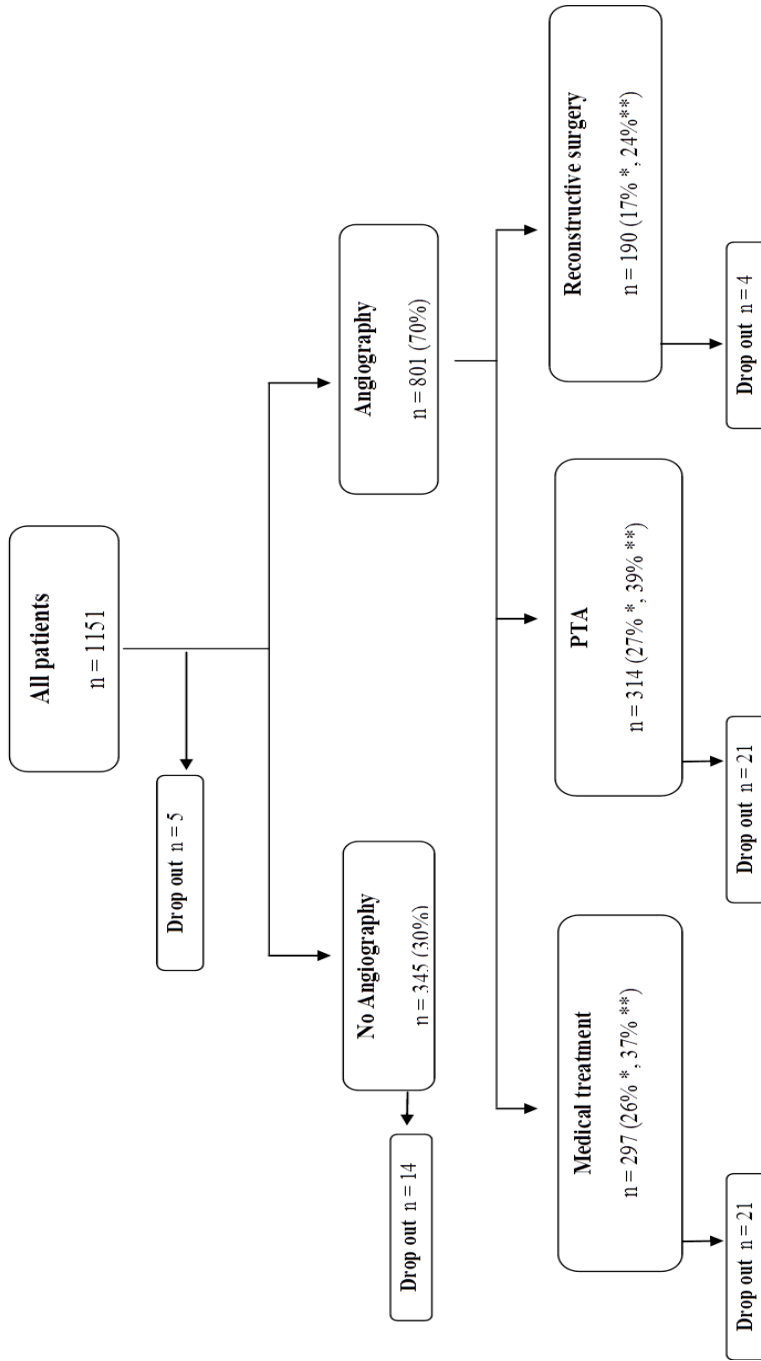 All patients
n = 1151
Drop out n = 5
No Angiography
n = 345 (30%)
Angiography
n = 801 (70%)
Drop out n = 14
Medical treatment
n = 297 (26% *, 37% **)
PTA
n = 314 (27% *, 39% **)
Reconstructive surgery
n = 190 (17% *, 24%**)
Drop out n = 21
Drop out n = 21
Drop out n = 4